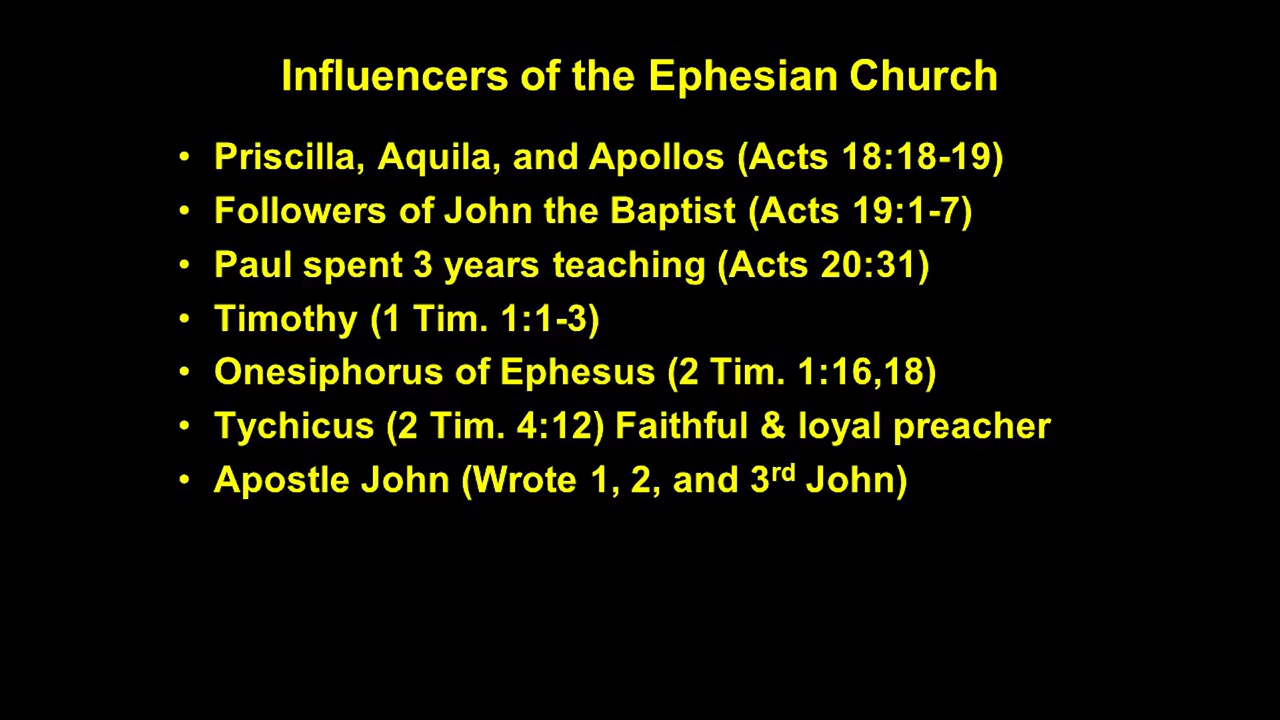 Influencers of the Ephesian Church
• Priscilla, Aquila, and Apollos (Acts 18:18-19)
• Followers of John the Baptist (Acts 19:1-7)
• Paul spent 3 years teaching (Acts 20:31)
• Timothy (1 Tim. 1:1-3)
• Onesiphorus of Ephesus (2 Tim. 1:16,18)
• Tychicus (2 Tim. 4:12) Faithful & loyal preacher
• Apostle John (Wrote 1, 2, and 3rd John)